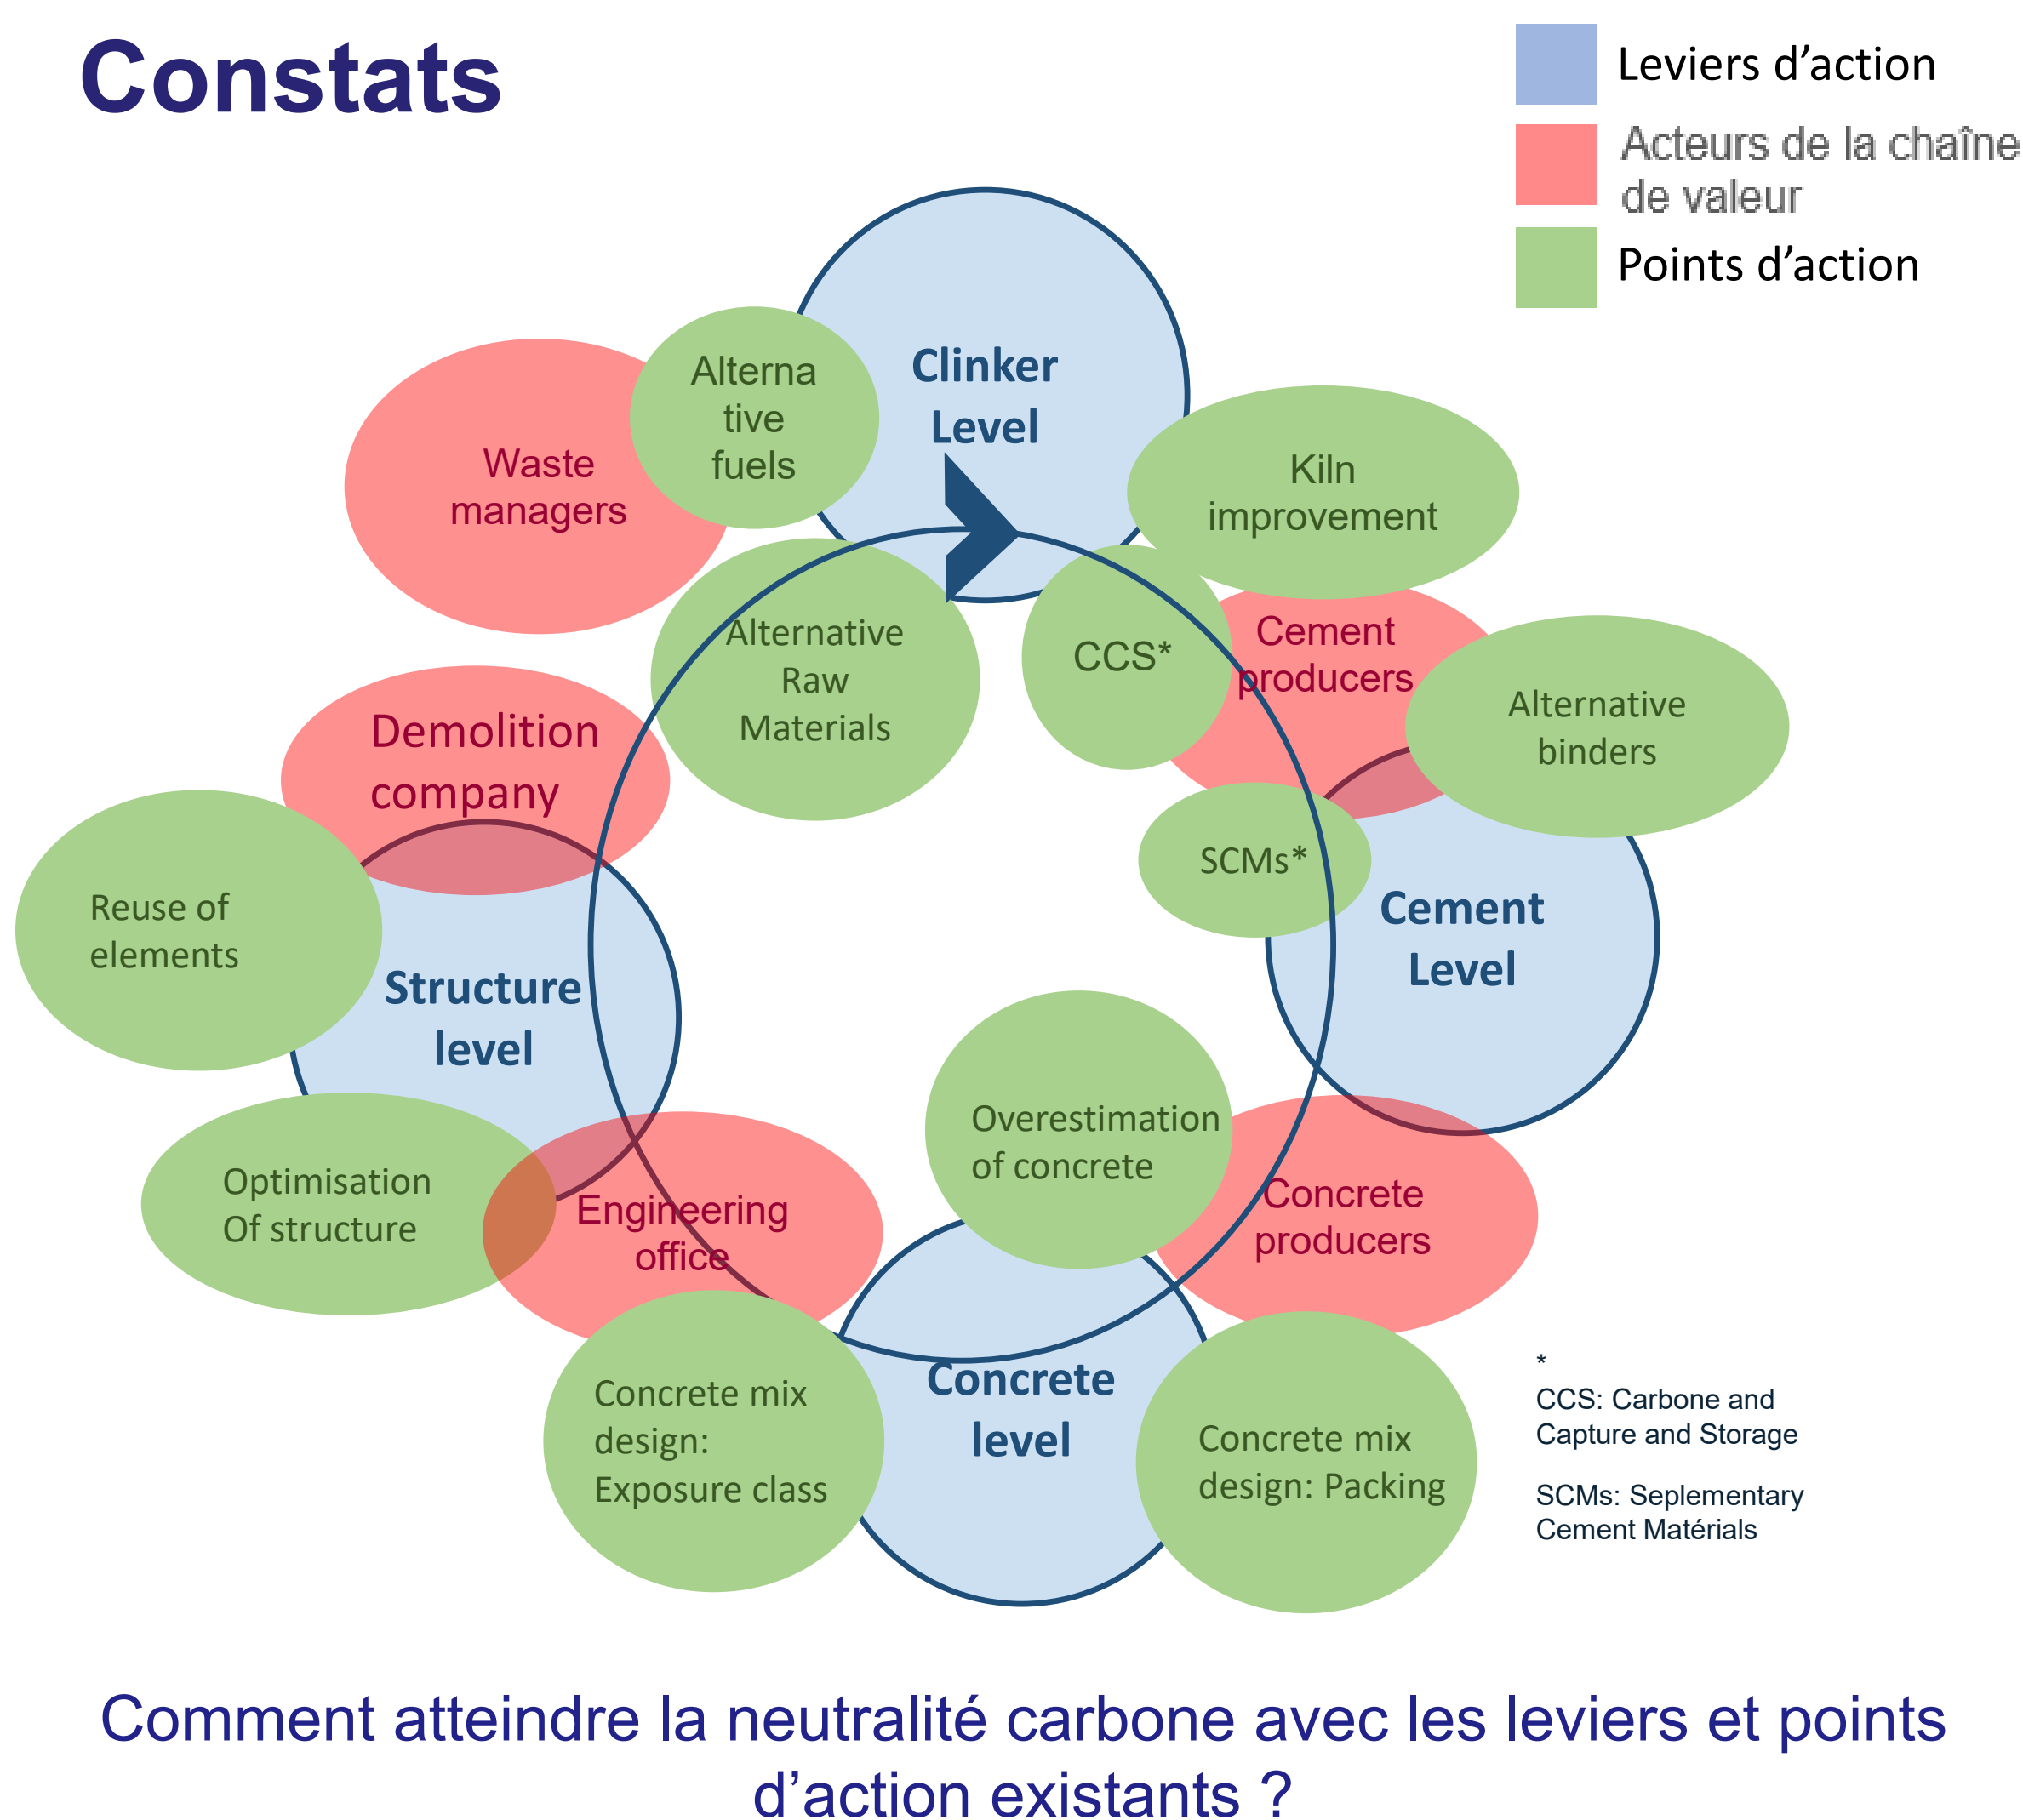 Constats
Leviers d’action
Acteurs de la chaîne
de valeur
Points d’action
Clinker
Level
Alterna
tive
fuels
Waste
managers
Kiln
improvement
Alternative
Raw
Materials
CCS*
Cement
producers
Alternative
binders
Demolition
company
SCMs*
Reuse of
elements
Cement
Level
Structure
level
Overestimation
of concrete
Optimisation
Of structure
Engineering
office
Concrete
producers
Concrete mix
design:
Exposure class
Concrete
level
Concrete mix
design: Packing
*
CCS: Carbone and
Capture and Storage
SCMs: Seplementary
Cement Matérials
Comment atteindre la neutralité carbone avec les leviers et points
d’action existants ?